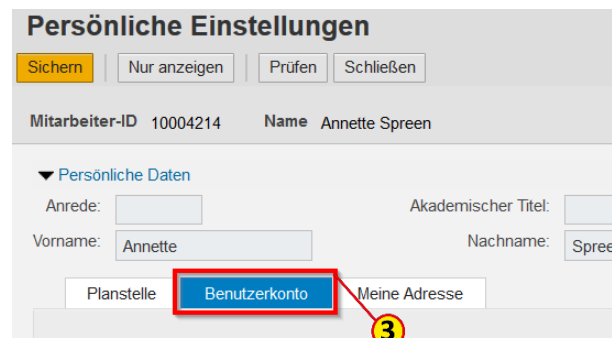 Persönliche Einstellungen
Sichern Nur anzeigen Prüfen Schließen
Mitarbeiter-ID 10004214 Name Annette Spreen
Persönliche Daten
Anrede: Akademischer Titel:
Vorname: Annette Nachname: Spree
Planstelle Benutzerkonto Meine Adresse
3